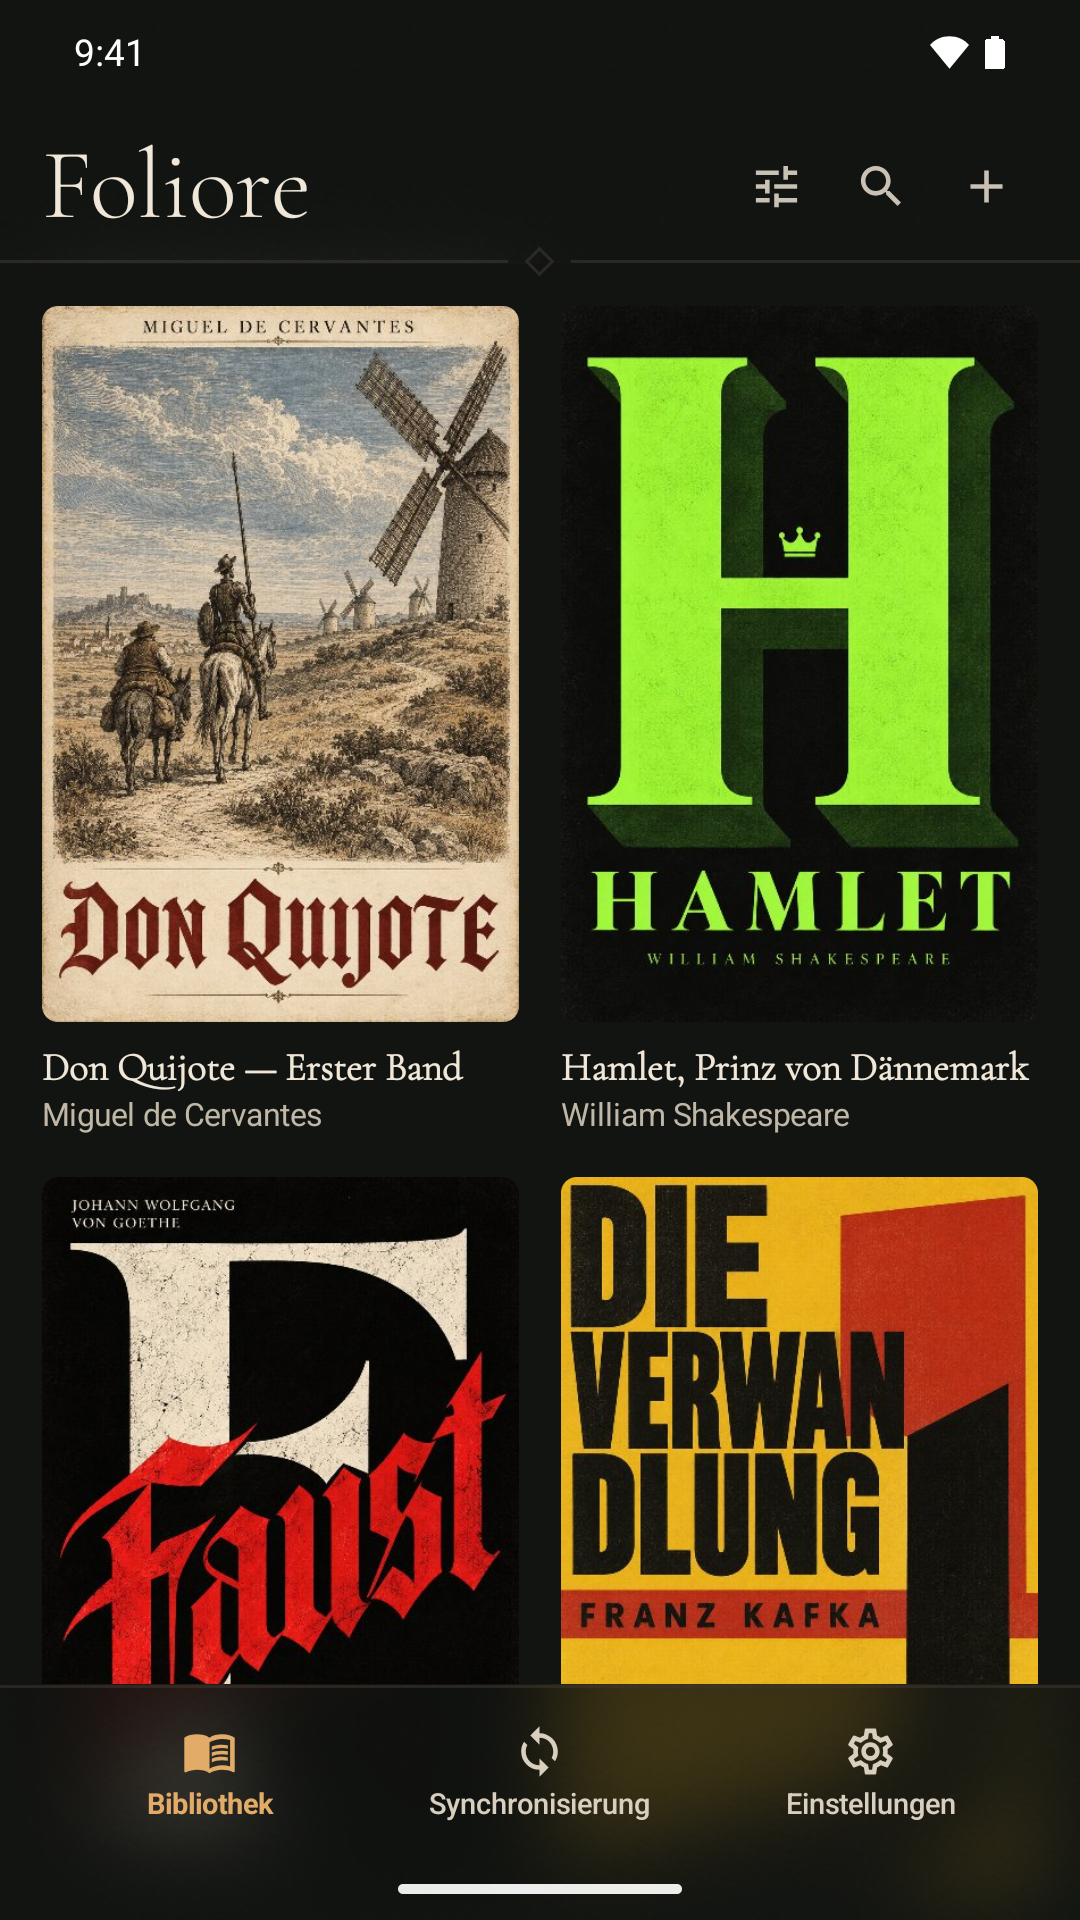 9:41
Foliore
MIGUEL DE CERVANTES
DON QUIJOTE
H
HAMLET
WILLIAM SHAKESPEARE
Don Quijote — Erster Band
Miguel de Cervantes
Hamlet, Prinz von Dännemark
William Shakespeare
JOHANN WOLFGANG
VON GOETHE
F
Faust
DIE
VERWAN
DLUNG
FRANZ KAFKA
Bibliothek
Synchronisierung
Einstellungen